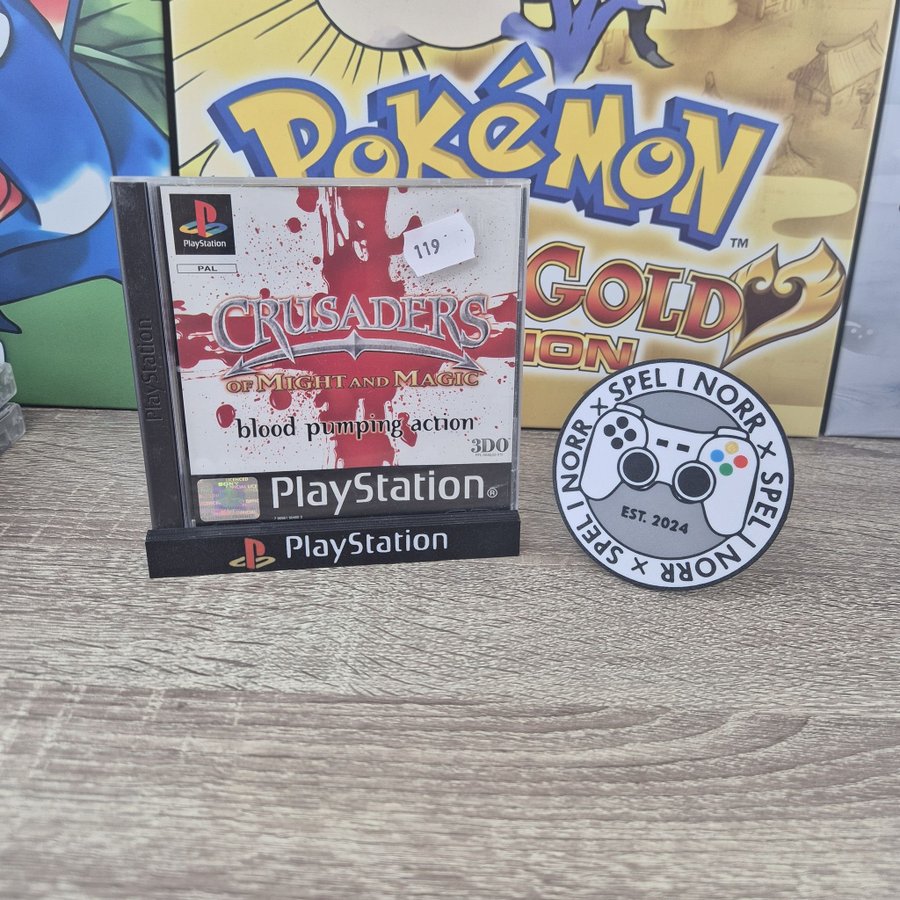 POKéMON
TM
GOLD
ION
PlayStation
PAL
119
CRUSADERS
OF MIGHT AND MAGIC
blood pumping action
3DO
PlayStation
PlayStation®
PlayStation
SPEL I NORR × SPEL I NORR × SPEL I NORR ×
EST. 2024